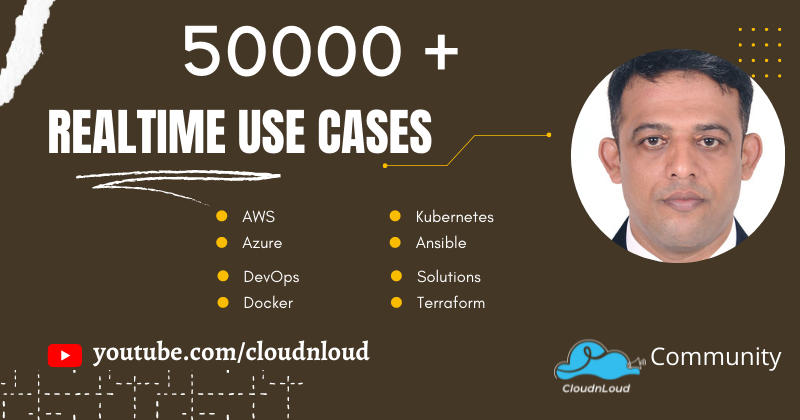 50000 +
REALTIME USE CASES
AWS
Azure
DevOps
Docker
Kubernetes
Ansible
Solutions
Terraform
youtube.com/cloudnloud
CloudnLoud
Community